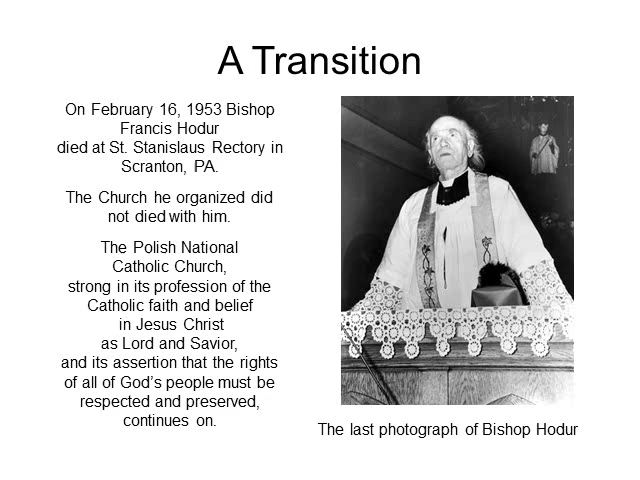 A Transition
On February 16, 1953 Bishop
Francis Hodur
died at St. Stanislaus Rectory in
Scranton, PA.
The Church he organized did
not died with him.
The Polish National
Catholic Church,
strong in its profession of the
Catholic faith and belief
in Jesus Christ
as Lord and Savior,
and its assertion that the rights
of all of God’s people must be
respected and preserved,
continues on.
The last photograph of Bishop Hodur